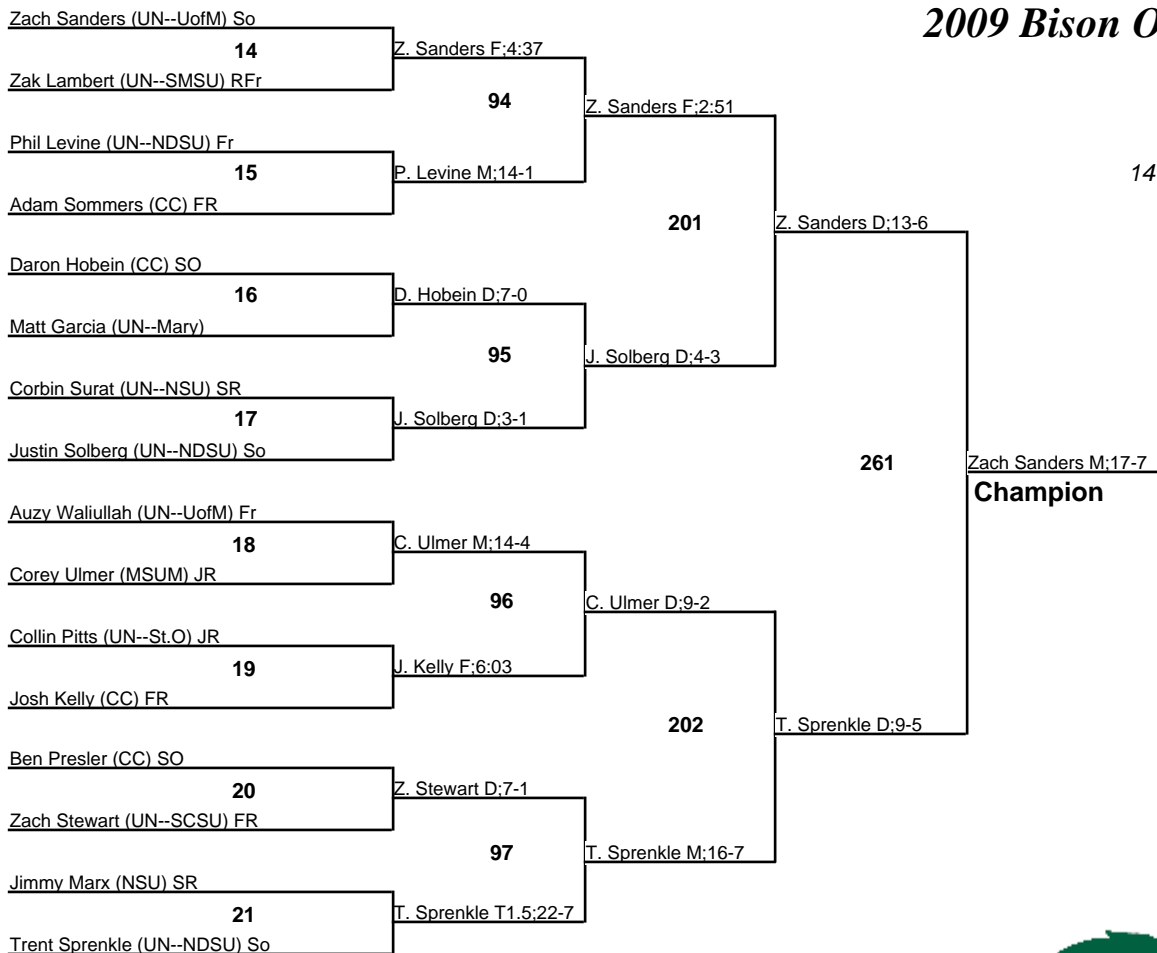 2009 Bison O
14
Zach Sanders (UN--UofM) So
14
Zak Lambert (UN--SMSU) RFr
Z. Sanders F;4:37
94
Phil Levine (UN--NDSU) Fr
15
Adam Sommers (CC) FR
P. Levine M;14-1
Z. Sanders F;2:51
201
Daron Hobein (CC) SO
16
Matt Garcia (UN--Mary)
D. Hobein D;7-0
95
Corbin Surat (UN--NSU) SR
17
Justin Solberg (UN--NDSU) So
J. Solberg D;3-1
J. Solberg D;4-3
Z. Sanders D;13-6
261
Zach Sanders M;17-7
Champion
Auzy Waliullah (UN--UofM) Fr
18
Corey Ulmer (MSUM) JR
C. Ulmer M;14-4
96
Collin Pitts (UN--St.O) JR
19
Josh Kelly (CC) FR
J. Kelly F;6:03
C. Ulmer D;9-2
202
Ben Presler (CC) SO
20
Zach Stewart (UN--SCSU) FR
Z. Stewart D;7-1
97
Jimmy Marx (NSU) SR
21
Trent Sprenkle (UN--NDSU) So
T. Sprenkle T1.5;22-7
T. Sprenkle M;16-7
T. Sprenkle D;9-5